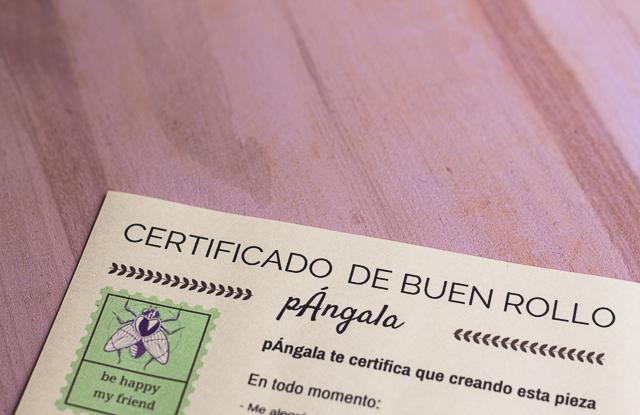 CERTIFICADO DE BUEN ROLLO
pÁngala
pÁngala te certifica que creando esta pieza
En todo momento:
- Me
be happy
my friend